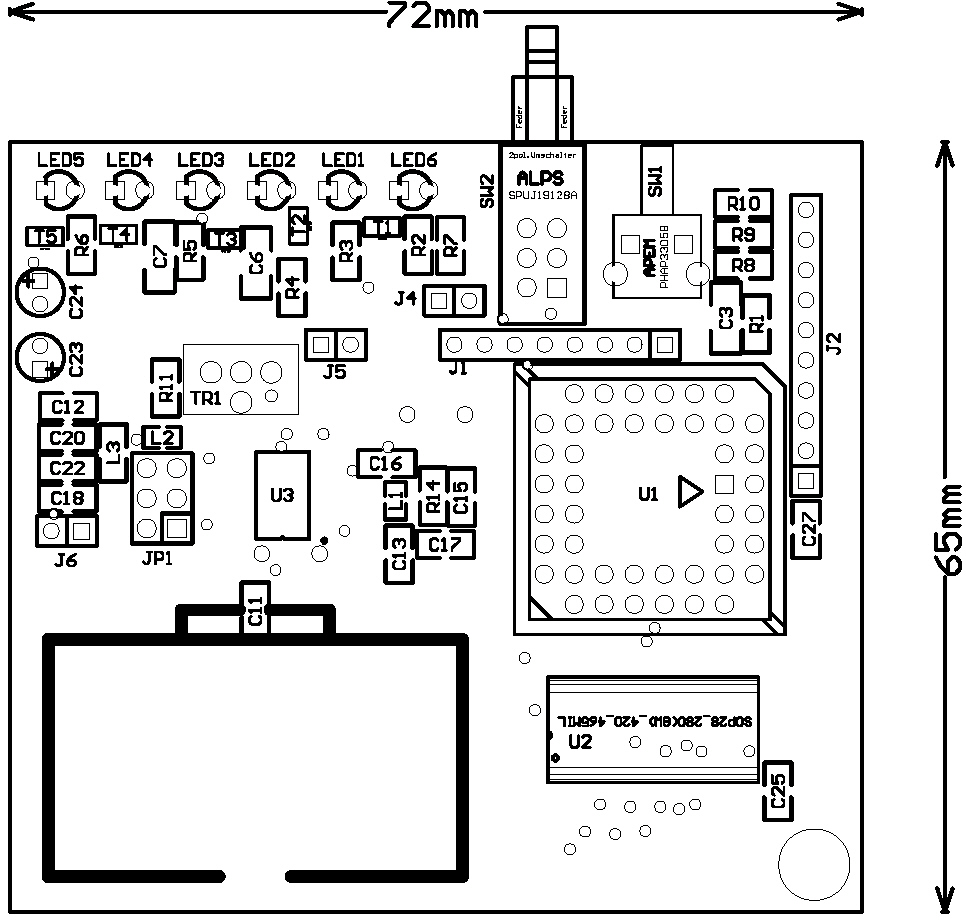 72mm
Feder
Feder
LED5 LED4 LED3 LED2 LED1 LED6
2pol.Umschalter
ALPS
SPUJ19128A
SW2
SW1
R10
R9
R8
T5
R6
T4
C7
R5
T3
C6
T2
R4
R3
T1
R2
R7
APEM
PHAP3305B
C24
J4
C3
R1
J2
C23
J5
J1
R11
TR1
C12
C20
L3
L2
C22
C18
J6
JP1
U3
C16
L1
R14
C15
C13
C17
U1
C27
65mm
C11
SOP28_280X(BW)_420_465MIL
U2
C25